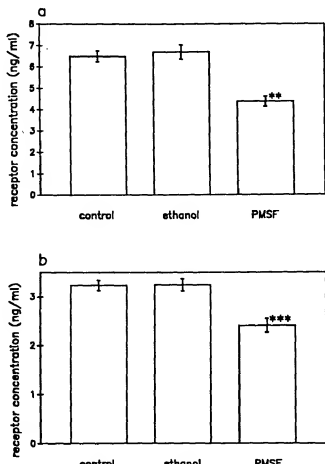 a
receptor concentration (ng/ml)
8
7
6
5
4
3
2
1
0
**
control ethanol PMSF
b
receptor concentration (ng/ml)
3
2
1
0
***
control ethanol PMSF